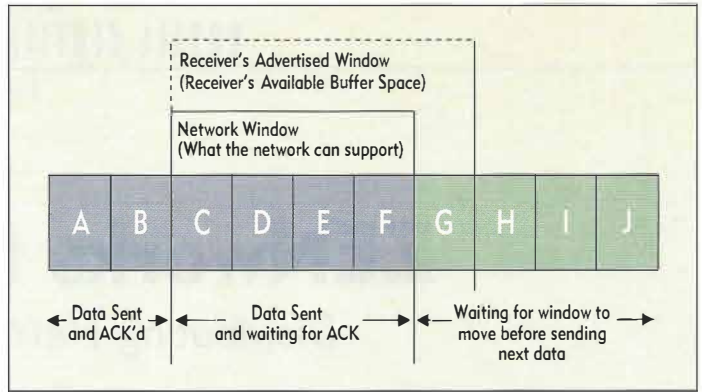 Receiver's Advertised Window
(Receiver's Available Buffer Space)
Network Window
(What the network can support)
A B C D E F G H I J
Data Sent
and ACK'd
Data Sent
and waiting for ACK
Waiting for window to
move before sending
next data